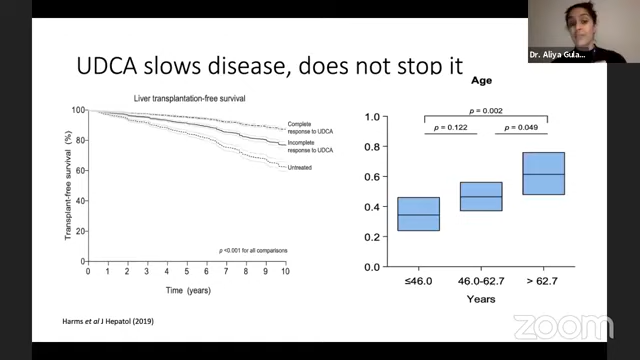 Dr. Aliya Gula...
UDCA slows disease, does not stop it
Liver transplantation-free survival
Transplant-free survival (%)
100
80
60
40
20
0
Complete
response to UDCA
Incomplete
response to UDCA
Untreated
p <0.001 for all comparisons
0 1 2 3 4 5 6 7 8 9 10
Time (years)
Age
p = 0.002
p = 0.122 p = 0.049
1.0
0.8
0.6
0.4
0.2
0.0
≤46.0 46.0-62.7 > 62.7
Years
Harms et al J Hepatol (2019)
zoom